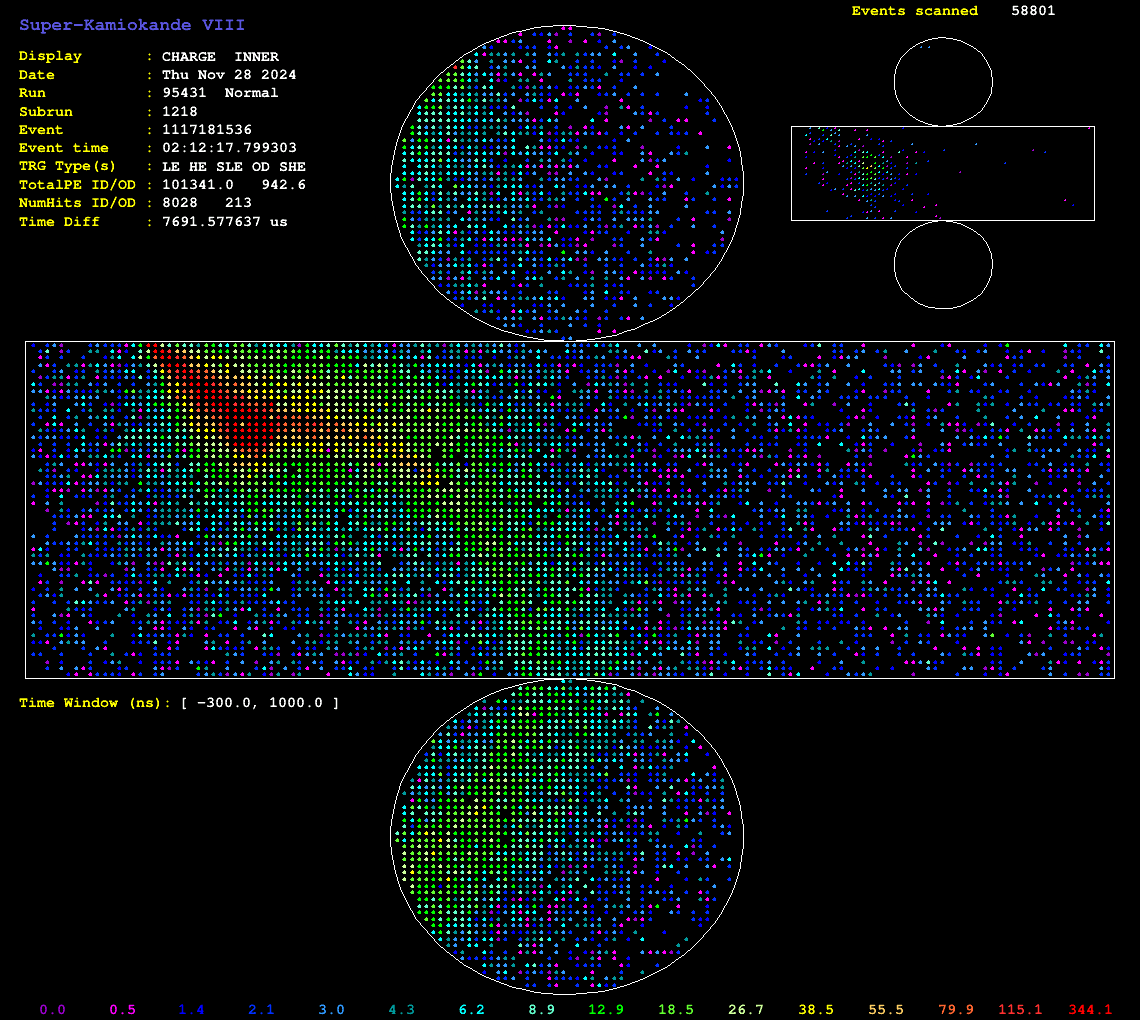 Super-Kamiokande VIII
Events scanned 58801
Display : CHARGE INNER
Date : Thu Nov 28 2024
Run : 95431 Normal
Subrun : 1218
Event : 1117181536
Event time : 02:12:17.799303
TRG Type(s) : LE HE SLE OD SHE
TotalPE ID/OD : 101341.0 942.6
NumHits ID/OD : 8028 213
Time Diff : 7691.577637 us
Time Window (ns): [ -300.0, 1000.0 ]
0.0 0.5 1.4 2.1 3.0 4.3 6.2 8.9 12.9 18.5 26.7 38.5 55.5 79.9 115.1 344.1